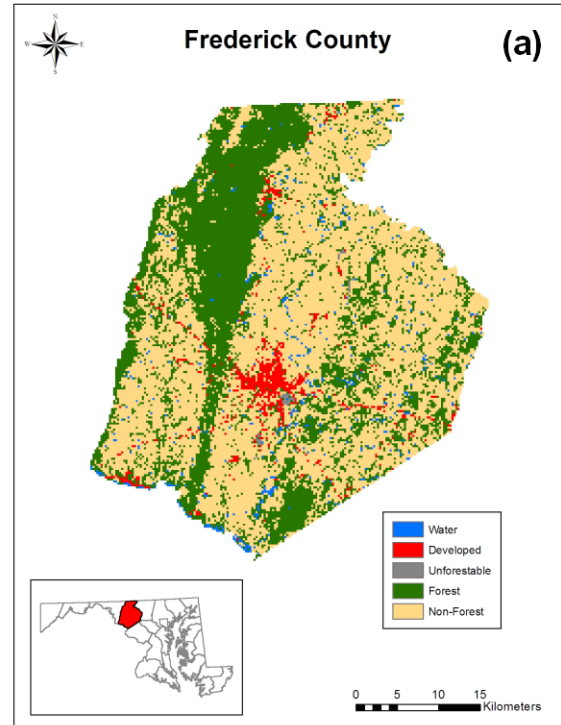 Frederick County
(a)
N
W
E
S
Water
Developed
Unforestable
Forest
Non-Forest
0 5 10 15
Kilometers